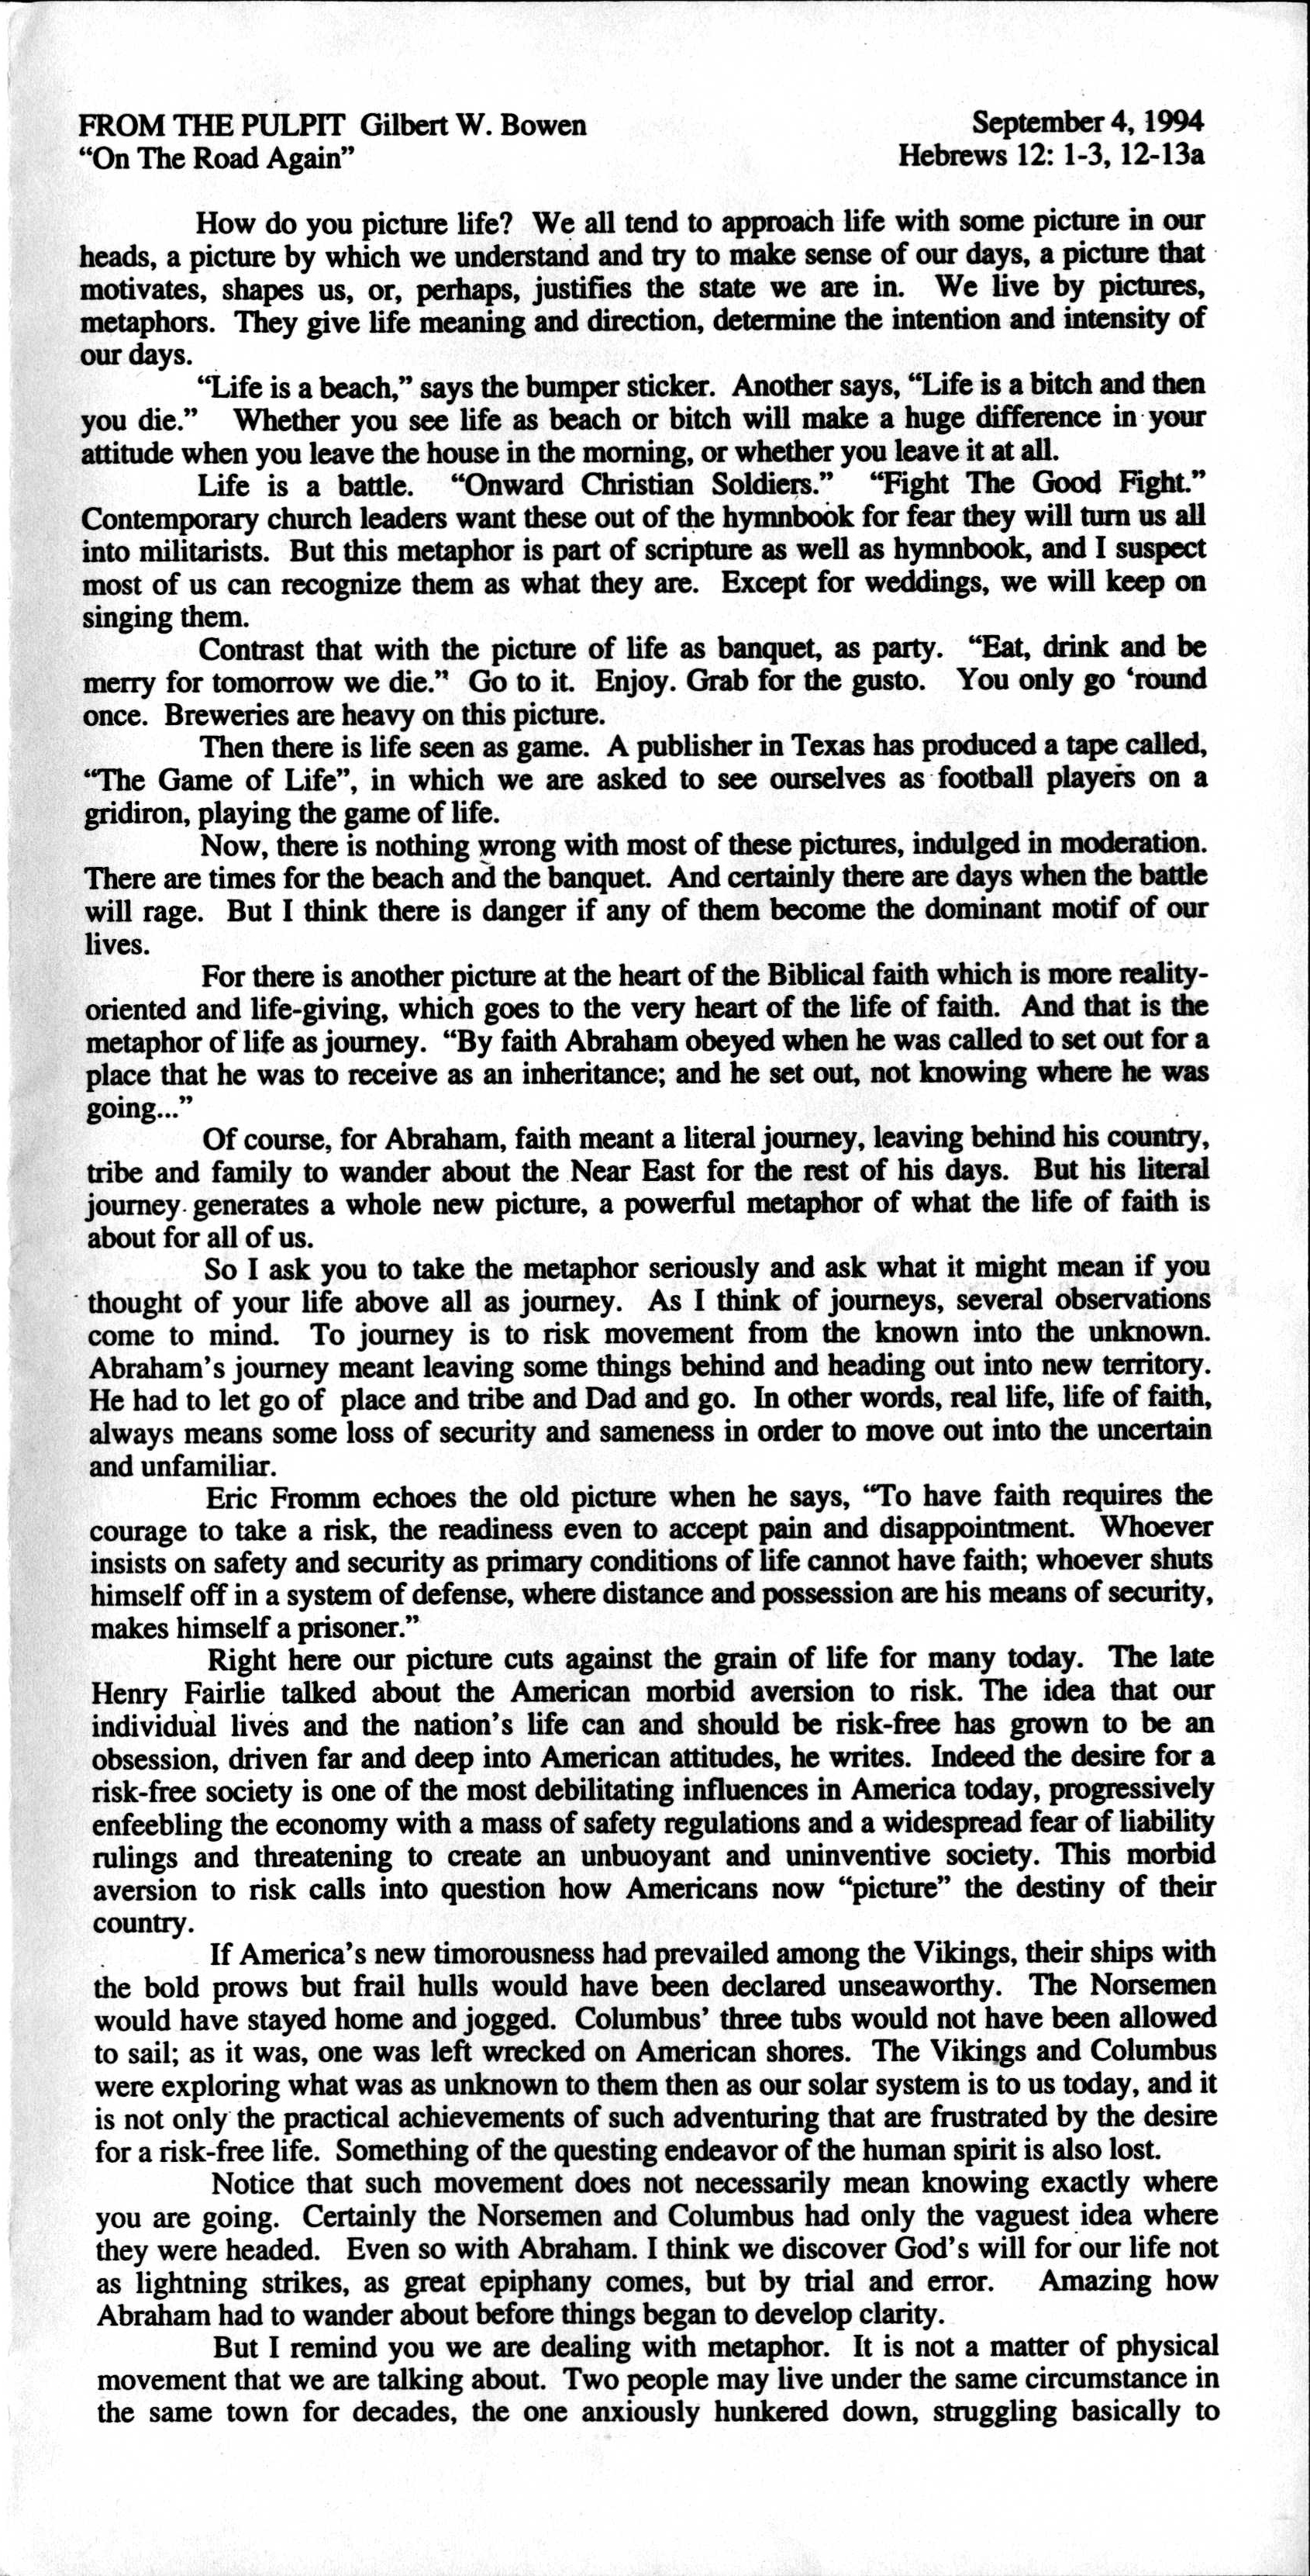 FROM THE PULPIT Gilbert W. Bowen September 4, 1994
“On The Road Again” Hebrews 12: 1-3, 12-13a
How do you picture life? We all tend to approach life with some picture in our
heads, a picture by which we understand and try to make sense of our days, a picture that
motivates, shapes us, or, perhaps, justifies the state we are in. We live by pictures,
metaphors. They give life meaning and direction, determine the intention and intensity of
our days.
“Life is a beach,” says the bumper sticker. Another says, “Life is a bitch and then
you die.” Whether you see life as beach or bitch will make a huge difference in your
attitude when you leave the house in the morning, or whether you leave it at all.
Life is a battle. “Onward Christian Soldiers.” “Fight The Good Fight.”
Contemporary church leaders want these out of the hymnbook for fear they will turn us all
into militarists. But this metaphor is part of scripture as well as hymnbook, and I suspect
most of us can recognize them as what they are. Except for weddings, we will keep on
singing them.
Contrast that with the picture of life as banquet, as party. “Eat, drink and be
merry for tomorrow we die.” Go to it. Enjoy. Grab for the gusto. You only go ‘round
once. Breweries are heavy on this picture.
Then there is life seen as game. A publisher in Texas has produced a tape called,
“The Game of Life”, in which we are asked to see ourselves as football players on a
gridiron, playing the game of life.
Now, there is nothing wrong with most of these pictures, indulged in moderation.
There are times for the beach and the banquet. And certainly there are days when the battle
will rage. But I think there is danger if any of them become the dominant motif of our
lives.
For there is another picture at the heart of the Biblical faith which is more reality-
oriented and life-giving, which goes to the very heart of the life of faith. And that is the
metaphor of life as journey. “By faith Abraham obeyed when he was called to set out for a
place that he was to receive as an inheritance; and he set out, not knowing where he was
going...”
Of course, for Abraham, faith meant a literal journey, leaving behind his country,
tribe and family to wander about the Near East for the rest of his days. But his literal
journey generates a whole new picture, a powerful metaphor of what the life of faith is
about for all of us.
So I ask you to take the metaphor seriously and ask what it might mean if you
thought of your life above all as journey. As I think of journeys, several observations
come to mind. To journey is to risk movement from the known into the unknown.
Abraham’s journey meant leaving some things behind and heading out into new territory.
He had to let go of place and tribe and Dad and go. In other words, real life, life of faith,
always means some loss of security and sameness in order to move out into the uncertain
and unfamiliar.
Eric Fromm echoes the old picture when he says, “To have faith requires the
courage to take a risk, the readiness even to accept pain and disappointment. Whoever
insists on safety and security as primary conditions of life cannot have faith; whoever shuts
himself off in a system of defense, where distance and possession are his means of security,
makes himself a prisoner.”
Right here our picture cuts against the grain of life for many today. The late
Henry Fairlie talked about the American morbid aversion to risk. The idea that our
individual lives and the nation’s life can and should be risk-free has grown to be an
obsession, driven far and deep into American attitudes, he writes. Indeed the desire for a
risk-free society is one of the most debilitating influences in America today, progressively
enfeebling the economy with a mass of safety regulations and a widespread fear of liability
rulings and threatening to create an unbuoyant and uninventive society. This morbid
aversion to risk calls into question how Americans now “picture” the destiny of their
country.
If America’s new timorousness had prevailed among the Vikings, their ships with
the bold prows but frail hulls would have been declared unseaworthy. The Norsemen
would have stayed home and jogged. Columbus’ three tubs would not have been allowed
to sail; as it was, one was left wrecked on American shores. The Vikings and Columbus
were exploring what was as unknown to them then as our solar system is to us today, and it
is not only the practical achievements of such adventuring that are frustrated by the desire
for a risk-free life. Something of the questing endeavor of the human spirit is also lost.
Notice that such movement does not necessarily mean knowing exactly where
you are going. Certainly the Norsemen and Columbus had only the vaguest idea where
they were headed. Even so with Abraham. I think we discover God’s will for our life not
as lightning strikes, as great epiphany comes, but by trial and error. Amazing how
Abraham had to wander about before things began to develop clarity.
But I remind you we are dealing with metaphor. It is not a matter of physical
movement that we are talking about. Two people may live under the same circumstance in
the same town for decades, the one anxiously hunkered down, struggling basically to